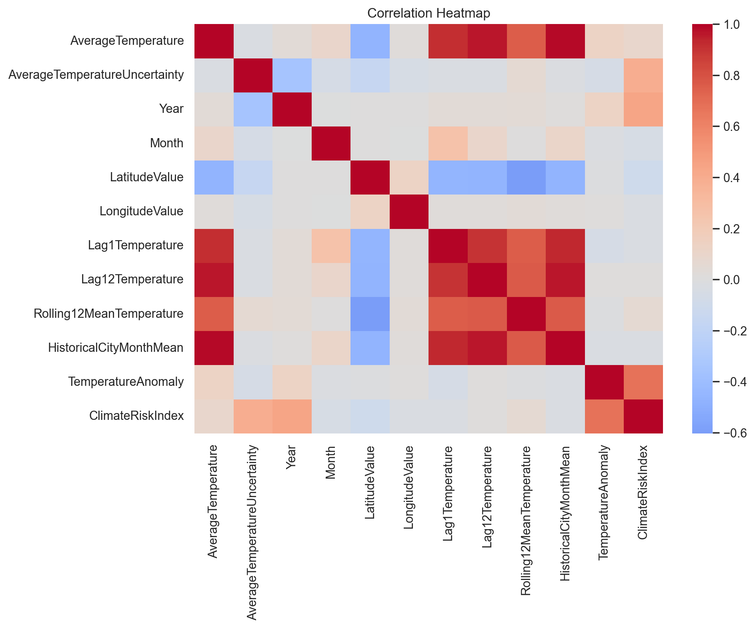 Correlation Heatmap
AverageTemperature
AverageTemperatureUncertainty
Year
Month
LatitudeValue
LongitudeValue
Lag1Temperature
Lag12Temperature
Rolling12MeanTemperature
HistoricalCityMonthMean
TemperatureAnomaly
ClimateRiskIndex
AverageTemperature
AverageTemperatureUncertainty
Year
Month
LatitudeValue
LongitudeValue
Lag1Temperature
Lag12Temperature
Rolling12MeanTemperature
HistoricalCityMonthMean
TemperatureAnomaly
ClimateRiskIndex
1.0
0.8
0.6
0.4
0.2
0.0
−0.2
−0.4
−0.6